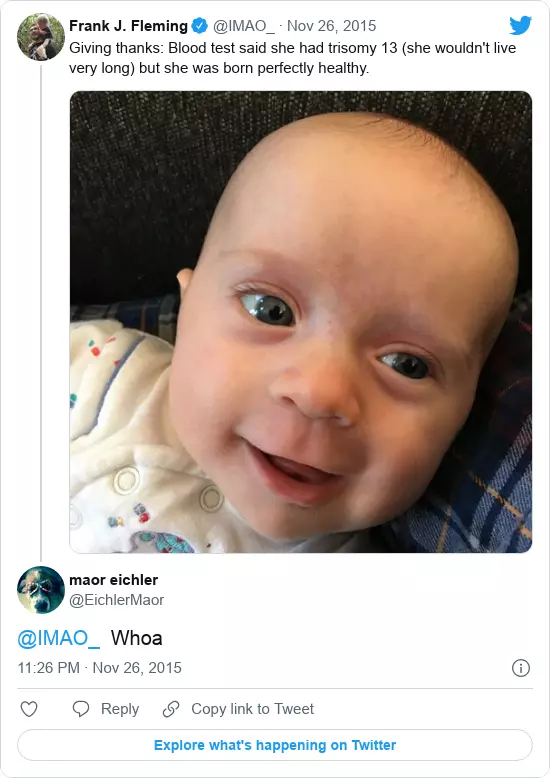 Frank J. Fleming @IMAO_ · Nov 26, 2015
Giving thanks: Blood test said she had trisomy 13 (she wouldn't live
very long) but she was born perfectly healthy.
maor eichler
@EichlerMaor
@IMAO_ Whoa
11:26 PM · Nov 26, 2015
Reply
Copy link to Tweet
Explore what's happening on Twitter